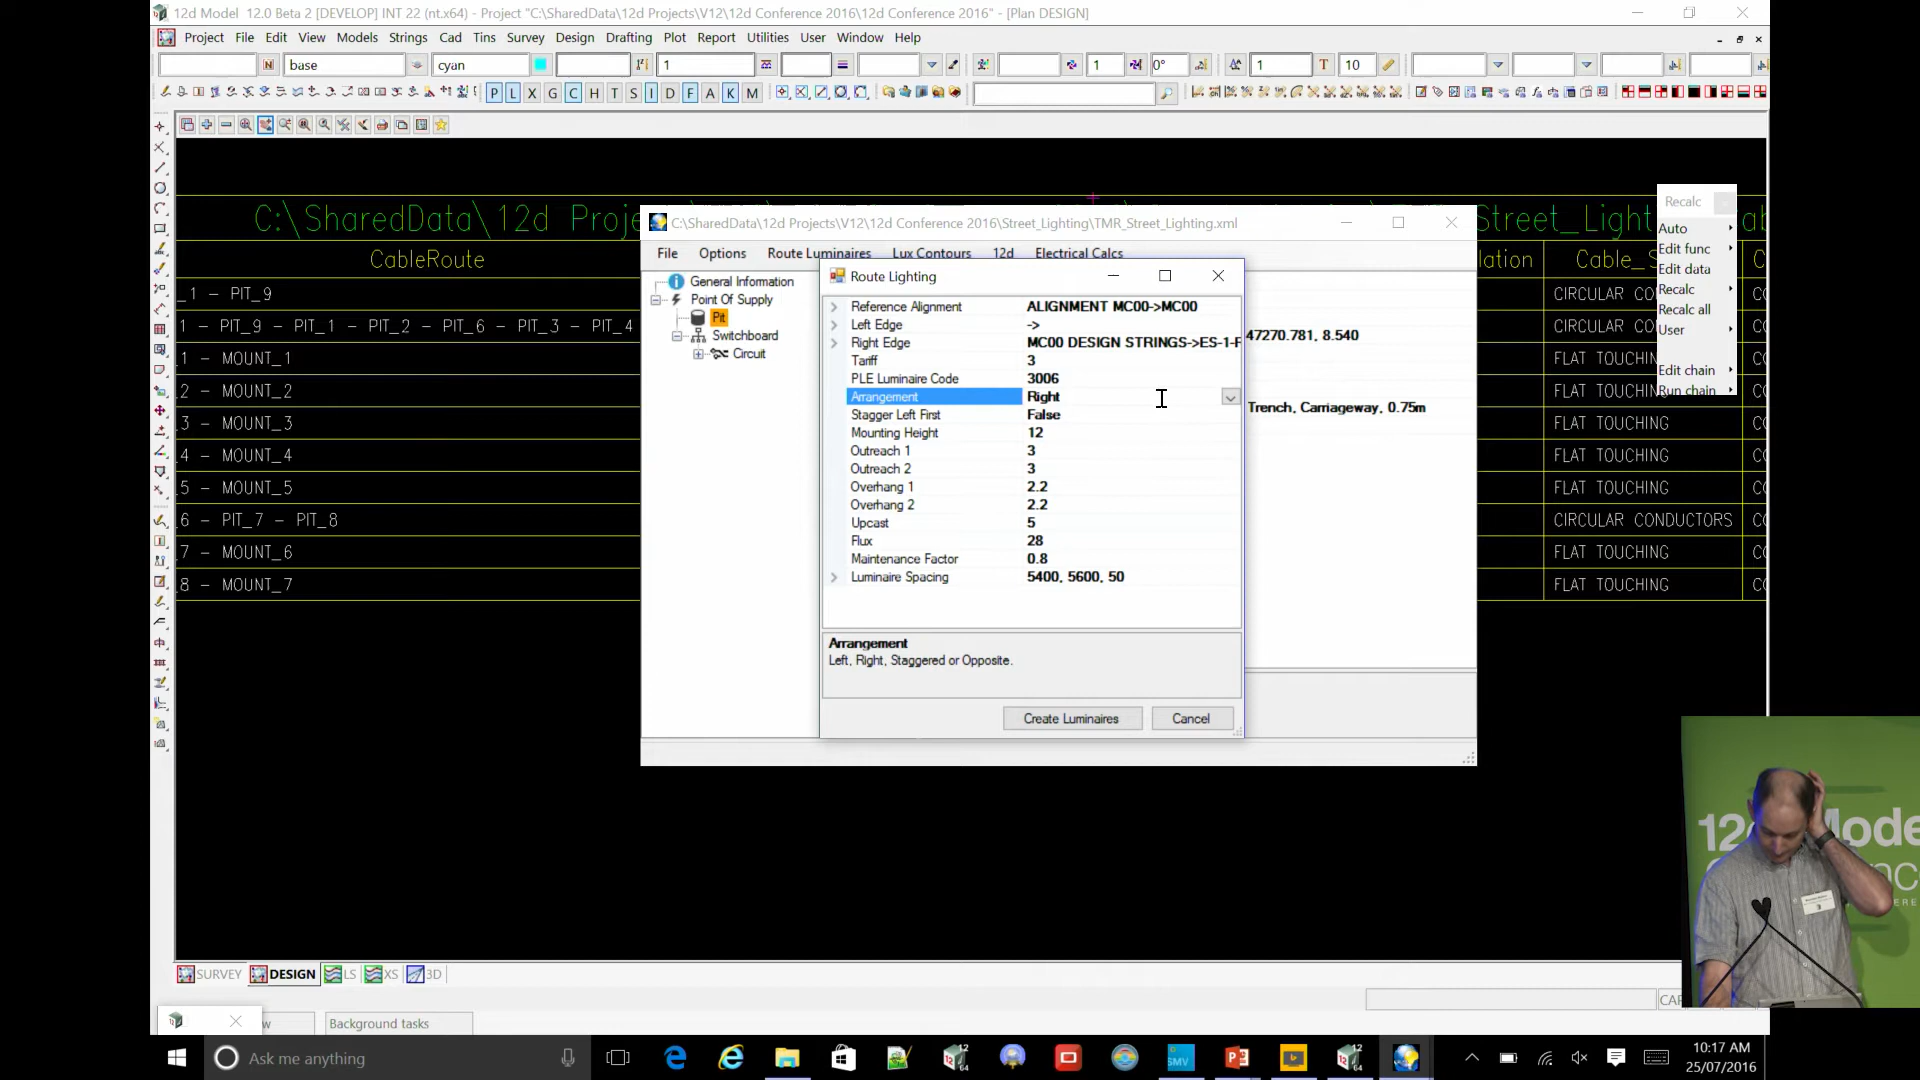 12d Model 12.0 Beta 2 [DEVELOP] INT 22 (nt.x64) - Project "C:\SharedData\12d Projects\V12\12d Conference 2016\12d Conference 2016" - [Plan DESIGN]
Project File Edit View Models Strings Cad Tins Survey Design Drafting Plot Report Utilities User Window Help
N base cyan 1 1 0° 1 T 10
P L X G C H T S I D F A K M
C:\SharedData\12d Proj
Street_Light
CableRoute
lation Cable_S
_1 - PIT_9
1 - PIT_9 - PIT_1 - PIT_2 - PIT_6 - PIT_3 - PIT_4
1 - MOUNT_1
2 - MOUNT_2
3 - MOUNT_3
4 - MOUNT_4
5 - MOUNT_5
6 - PIT_7 - PIT_8
7 - MOUNT_6
8 - MOUNT_7
CIRCULAR CO
CIRCULAR CO
FLAT TOUCHI
FLAT TOUCHI
FLAT TOUCHING
FLAT TOUCHING
FLAT TOUCHING
CIRCULAR CONDUCTORS
FLAT TOUCHING
FLAT TOUCHING
Recalc
Auto
Edit func
Edit data
Recalc
Recalc all
User
Edit chain
Run chain
C:\SharedData\12d Projects\V12\12d Conference 2016\Street_Lighting\TMR_Street_Lighting.xml
File Options Route Luminaires Lux Contours 12d Electrical Calcs
General Information
Point Of Supply
Pit
Switchboard
Circuit
47270.781, 8.540
Trench, Carriageway, 0.75m
Route Lighting
Reference Alignment ALIGNMENT MC00->MC00
Left Edge ->
Right Edge MC00 DESIGN STRINGS->ES-1-F
Tariff 3
PLE Luminaire Code 3006
Arrangement Right
Stagger Left First False
Mounting Height 12
Outreach 1 3
Outreach 2 3
Overhang 1 2.2
Overhang 2 2.2
Upcast 5
Flux 28
Maintenance Factor 0.8
Luminaire Spacing 5400, 5600, 50
Arrangement
Left, Right, Staggered or Opposite.
Create Luminaires Cancel
SURVEY DESIGN LS XS 3D
CAP
w Background tasks
12d Mode
Ask me anything
SMV
10:17 AM
25/07/2016